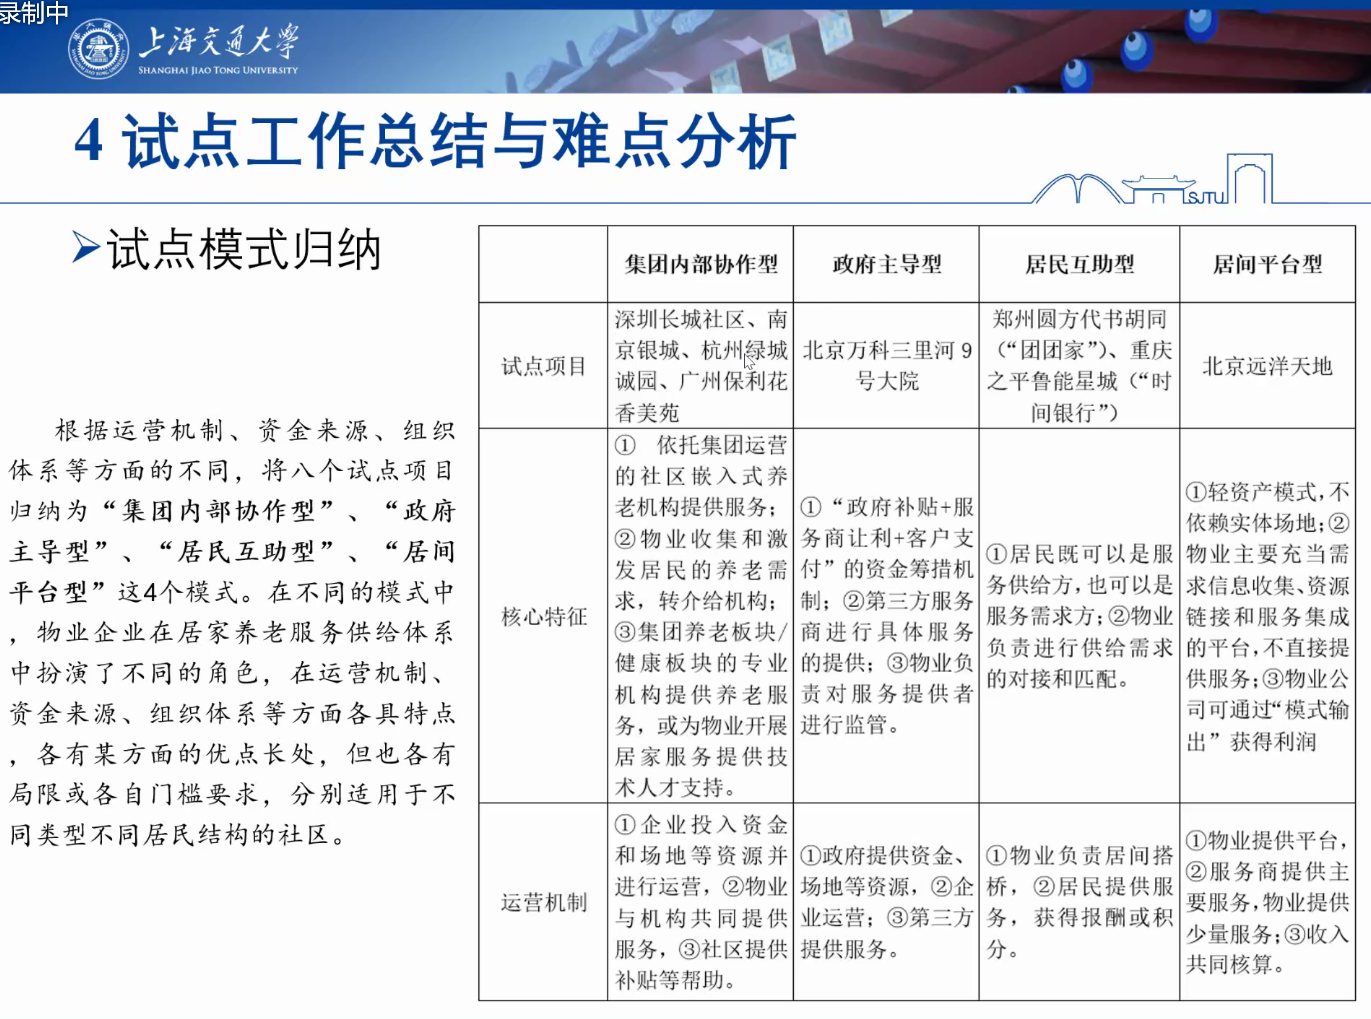 录制中
上海交通大学
SHANGHAI JIAO TONG UNIVERSITY
4 试点工作总结与难点分析
SJTU
➢试点模式归纳
根据运营机制、资金来源、组织
体系等方面的不同，将八个试点项目
归纳为“集团内部协作型”、“政府
主导型”、“居民互助型”、“居间
平台型”这4个模式。在不同的模式中
，物业企业在居家养老服务供给体系
中扮演了不同的角色，在运营机制、
资金来源、组织体系等方面各具特点
，各有某方面的优点长处，但也各有
局限或各自门槛要求，分别适用于不
同类型不同居民结构的社区。
集团内部协作型
政府主导型
居民互助型
居间平台型
试点项目
深圳长城社区、南
京银城、杭州绿城
诚园、广州保利花
香美苑
北京万科三里河 9
号大院
郑州圆方代书胡同
（“团团家”）、重庆
之平鲁能星城（“时
间银行”）
北京远洋天地
核心特征
① 依托集团运营
的社区嵌入式养
老机构提供服务；
②物业收集和激
发居民的养老需
求，转介给机构；
③集团养老板块/
健康板块的专业
机构提供养老服
务，或为物业开展
居家服务提供技
术人才支持。
①“政府补贴+服
务商让利+客户支
付”的资金筹措机
制；②第三方服务
商进行具体服务
的提供；③物业负
责对服务提供者
进行监管。
①居民既可以是服
务供给方，也可以是
服务需求方；②物业
负责进行供给需求
的对接和匹配。
①轻资产模式，不
依赖实体场地；②
物业主要充当需
求信息收集、资源
链接和服务集成
的平台，不直接提
供服务；③物业公
司可通过“模式输
出”获得利润
运营机制
①企业投入资金
和场地等资源并
进行运营，②物业
与机构共同提供
服务，③社区提供
补贴等帮助。
①政府提供资金、
场地等资源，②企
业运营；③第三方
提供服务。
①物业负责居间搭
桥，②居民提供服
务，获得报酬或积
分。
①物业提供平台，
②服务商提供主
要服务，物业提供
少量服务；③收入
共同核算。